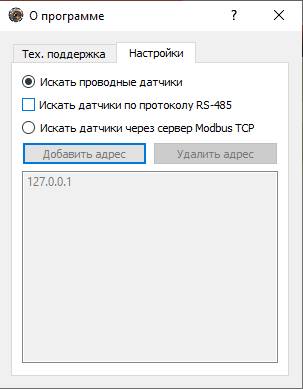 О программе
Тех. поддержка Настройки
Искать проводные датчики
Искать датчики по протоколу RS-485
Искать датчики через сервер Modbus TCP
Добавить адрес Удалить адрес
127.0.0.1